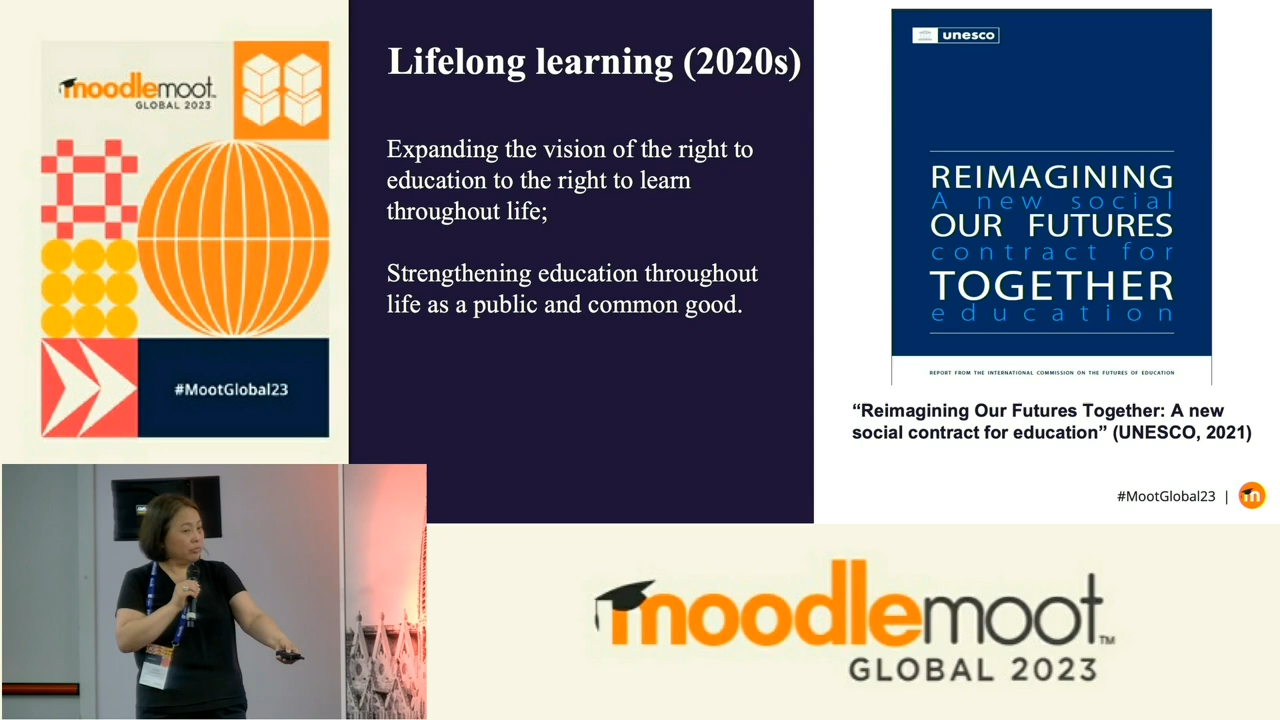 moodlemoot
GLOBAL 2023
#MootGlobal23
Lifelong learning (2020s)
Expanding the vision of the right to
education to the right to learn
throughout life;
Strengthening education throughout
life as a public and common good.
unesco
REIMAGINING
A new social
OUR FUTURES
contract for
TOGETHER
education
REPORT FROM THE INTERNATIONAL COMMISSION ON THE FUTURES OF EDUCATION
“Reimagining Our Futures Together: A new
social contract for education” (UNESCO, 2021)
#MootGlobal23 | m
moodlemoot™
GLOBAL 2023